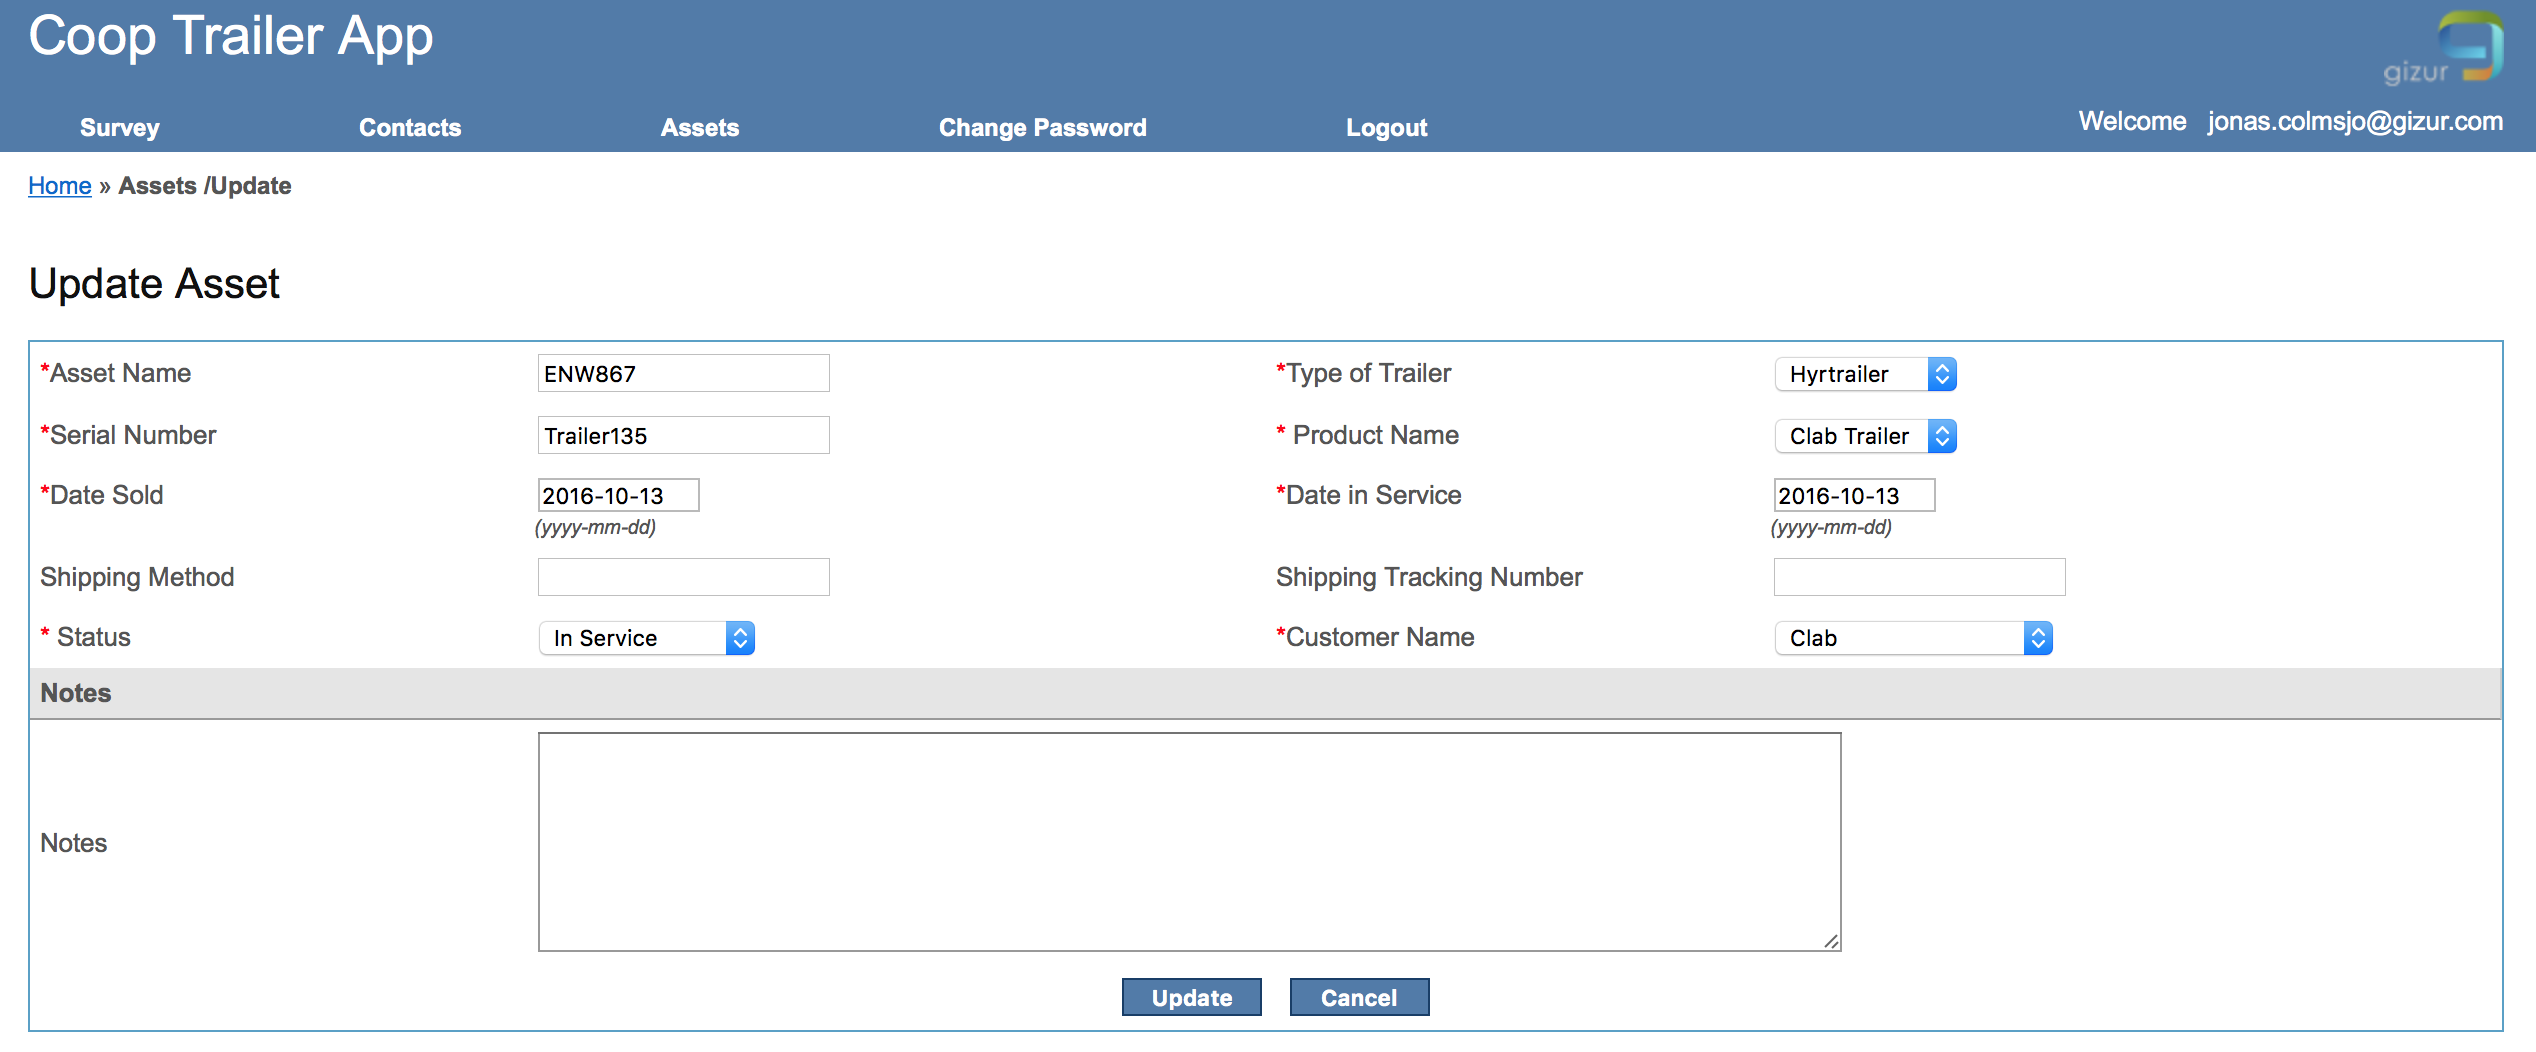 Coop Trailer App
gizur
Survey Contacts Assets Change Password Logout Welcome jonas.colmsjo@gizur.com
Home » Assets /Update
Update Asset
*Asset Name ENW867 *Type of Trailer Hyrtrailer
*Serial Number Trailer135 * Product Name Clab Trailer
*Date Sold 2016-10-13 *Date in Service 2016-10-13
(yyyy-mm-dd) (yyyy-mm-dd)
Shipping Method Shipping Tracking Number
* Status In Service *Customer Name Clab
Notes
Notes
Update Cancel